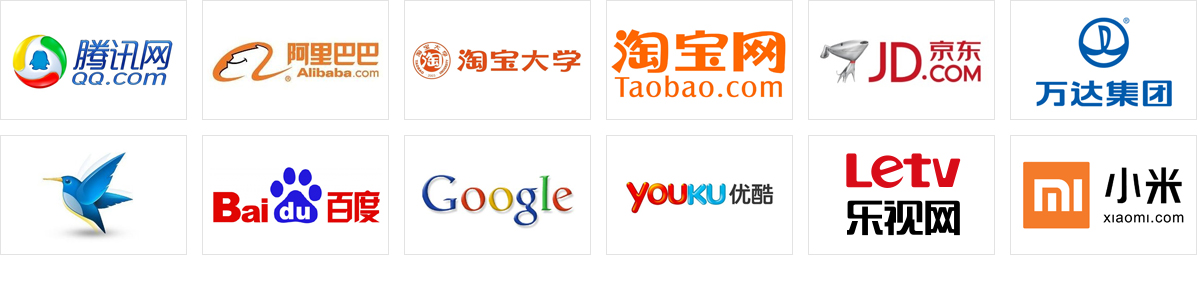 腾讯网
QQ.com
阿里巴巴
Alibaba.com
淘宝大学
淘宝网
Taobao.com
JD.COM 京东
万达集团
Bai du 百度
Google
YOUKU 优酷
Letv
乐视网
mi 小米
xiaomi.com